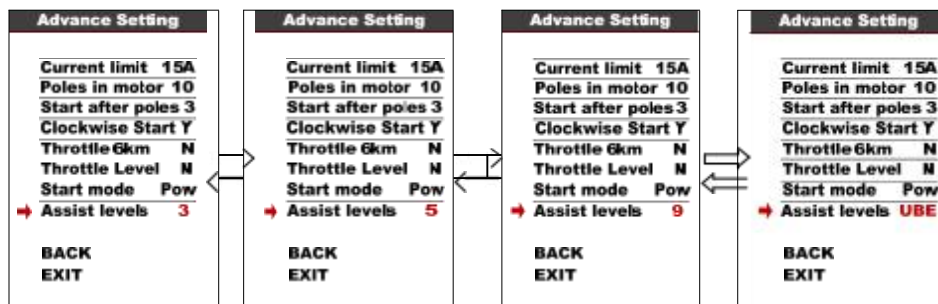 Advance Setting
Current limit 15A
Poles in motor 10
Start after poles 3
Clockwise Start Y
Throttle 6km N
Throttle Level N
Start mode Pow
Assist levels 3
BACK
EXIT
Advance Setting
Current limit 15A
Poles in motor 10
Start after poles 3
Clockwise Start Y
Throttle 6km N
Throttle Level N
Start mode Pow
Assist levels 5
BACK
EXIT
Advance Setting
Current limit 15A
Poles in motor 10
Start after poles 3
Clockwise Start Y
Throttle 6km N
Throttle Level N
Start mode Pow
Assist levels 9
BACK
EXIT
Advance Setting
Current limit 15A
Poles in motor 10
Start after poles 3
Clockwise Start Y
Throttle 6km N
Throttle Level N
Start mode Pow
Assist levels UBE
BACK
EXIT